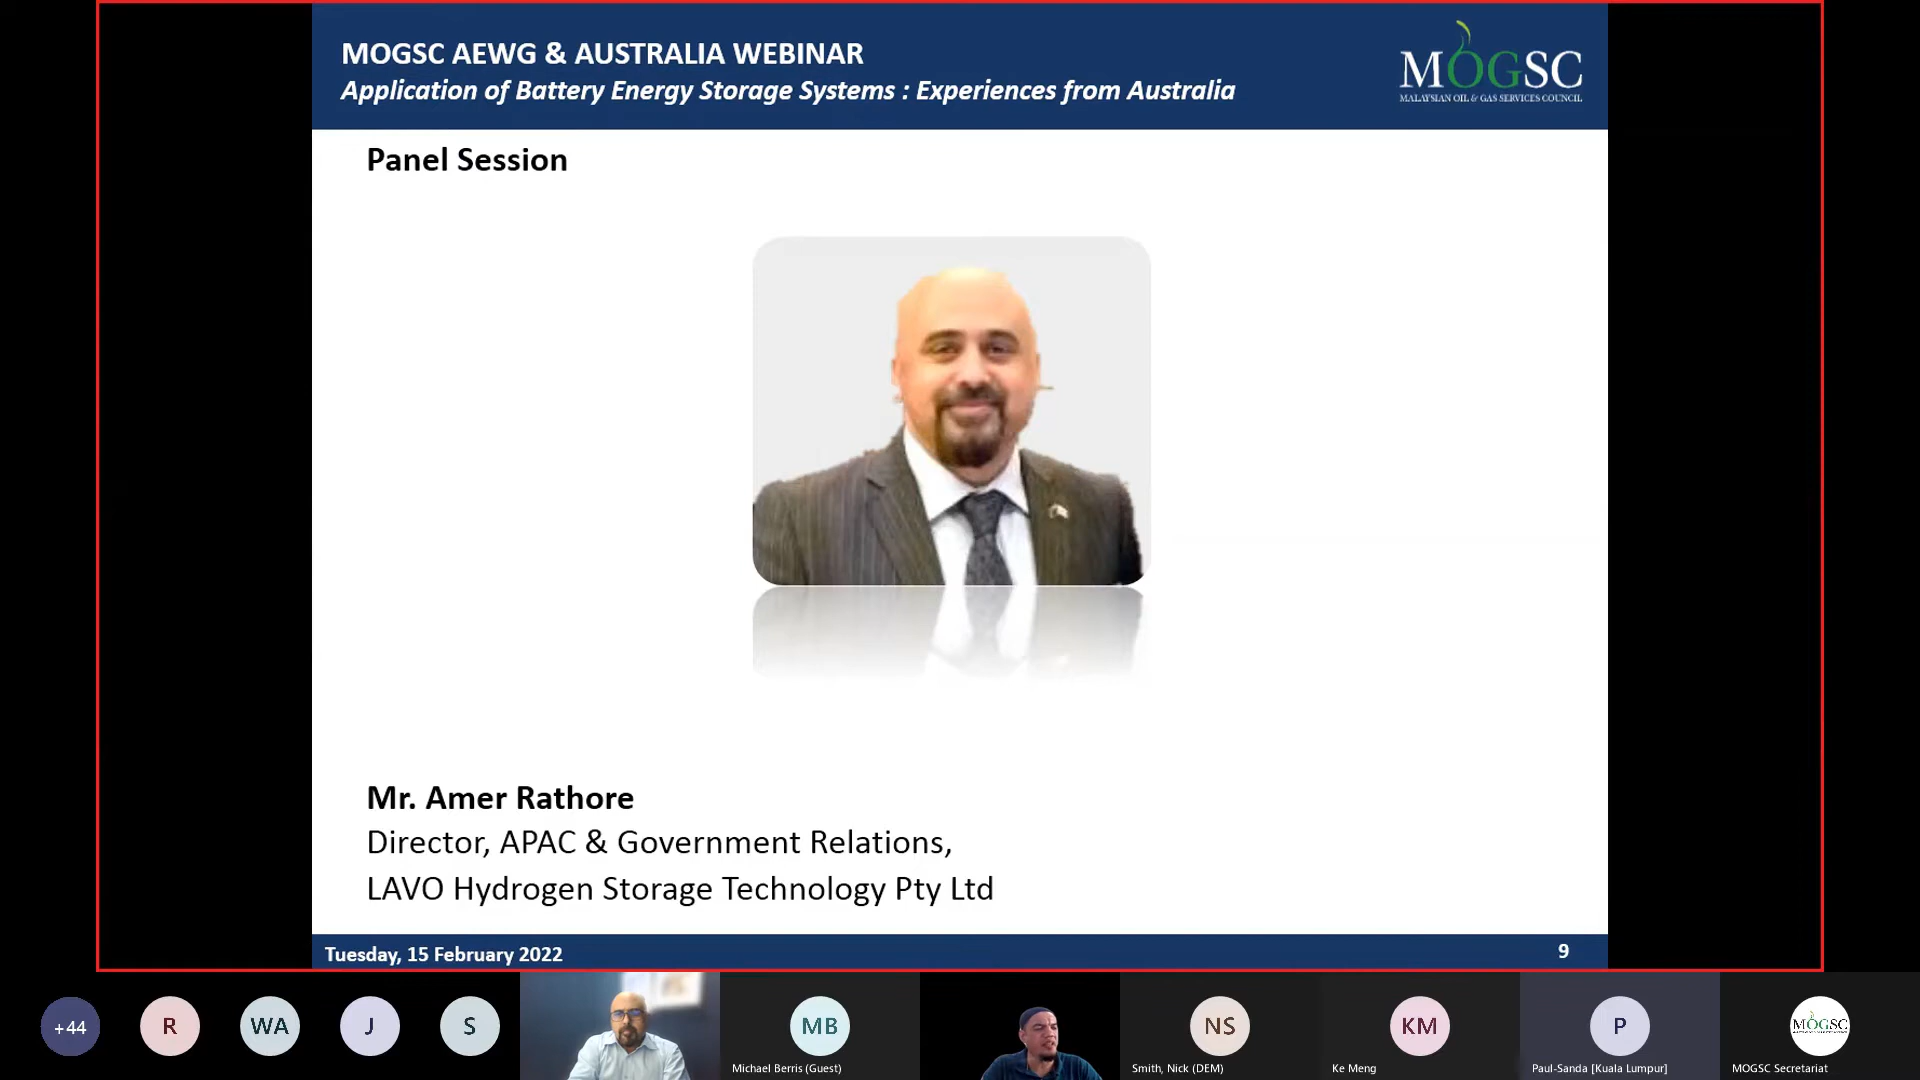 MOGSC AEWG & AUSTRALIA WEBINAR
Application of Battery Energy Storage Systems : Experiences from Australia
MOGSC
MALAYSIAN OIL & GAS SERVICES COUNCIL
Panel Session
Mr. Amer Rathore
Director, APAC & Government Relations,
LAVO Hydrogen Storage Technology Pty Ltd
Tuesday, 15 February 2022
9
+44
R
WA
J
S
MB
Michael Berris (Guest)
NS
Smith, Nick (DEM)
KM
Ke Meng
P
Paul-Sanda [Kuala Lumpur]
MOGSC
MOGSC Secretariat